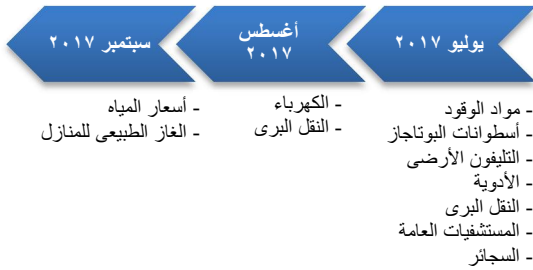 يوليو ٢٠١٧
- مواد الوقود
- أسطوانات البوتاجاز
- التليفون الأرضى
- الأدوية
- النقل البرى
- المستشفيات العامة
- السجائر
أغسطس
٢٠١٧
- الكهرباء
- النقل البرى
سبتمبر ٢٠١٧
- أسعار المياه
- الغاز الطبيعى للمنازل